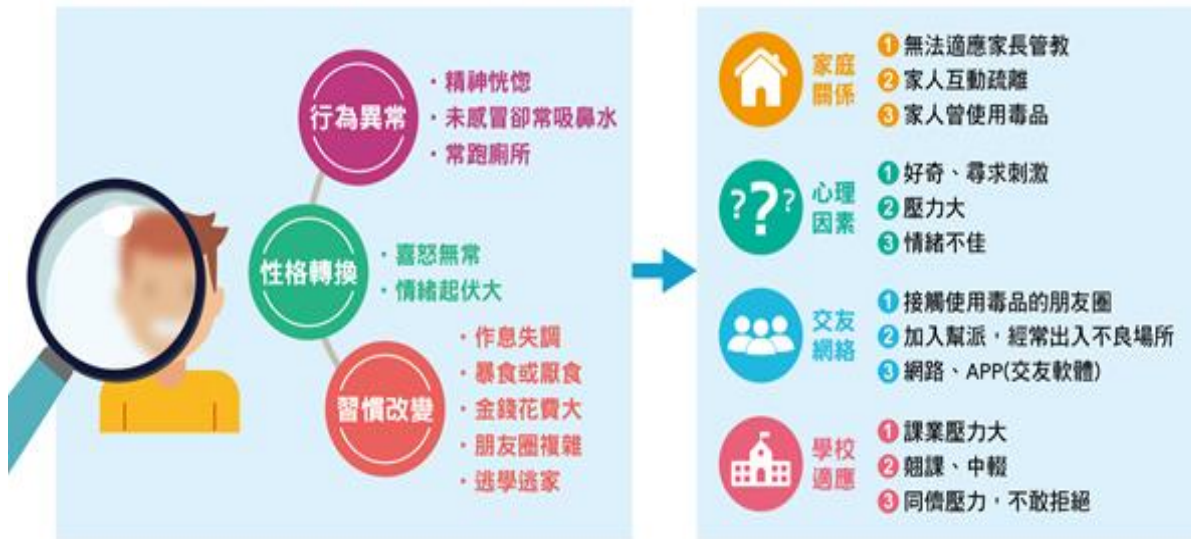 行為異常
・精神恍惚
・未感冒卻常吸鼻水
・常跑廁所
性格轉換
・喜怒無常
・情緒起伏大
習慣改變
・作息失調
・暴食或厭食
・金錢花費大
・朋友圈複雜
・逃學逃家
家庭
關係
1 無法適應家長管教
2 家人互動疏離
3 家人曾使用毒品
???
心理
因素
1 好奇、尋求刺激
2 壓力大
3 情緒不佳
交友
網絡
1 接觸使用毒品的朋友圈
2 加入幫派，經常出入不良場所
3 網路、APP(交友軟體)
學校
適應
1 課業壓力大
2 翹課、中輟
3 同儕壓力，不敢拒絕